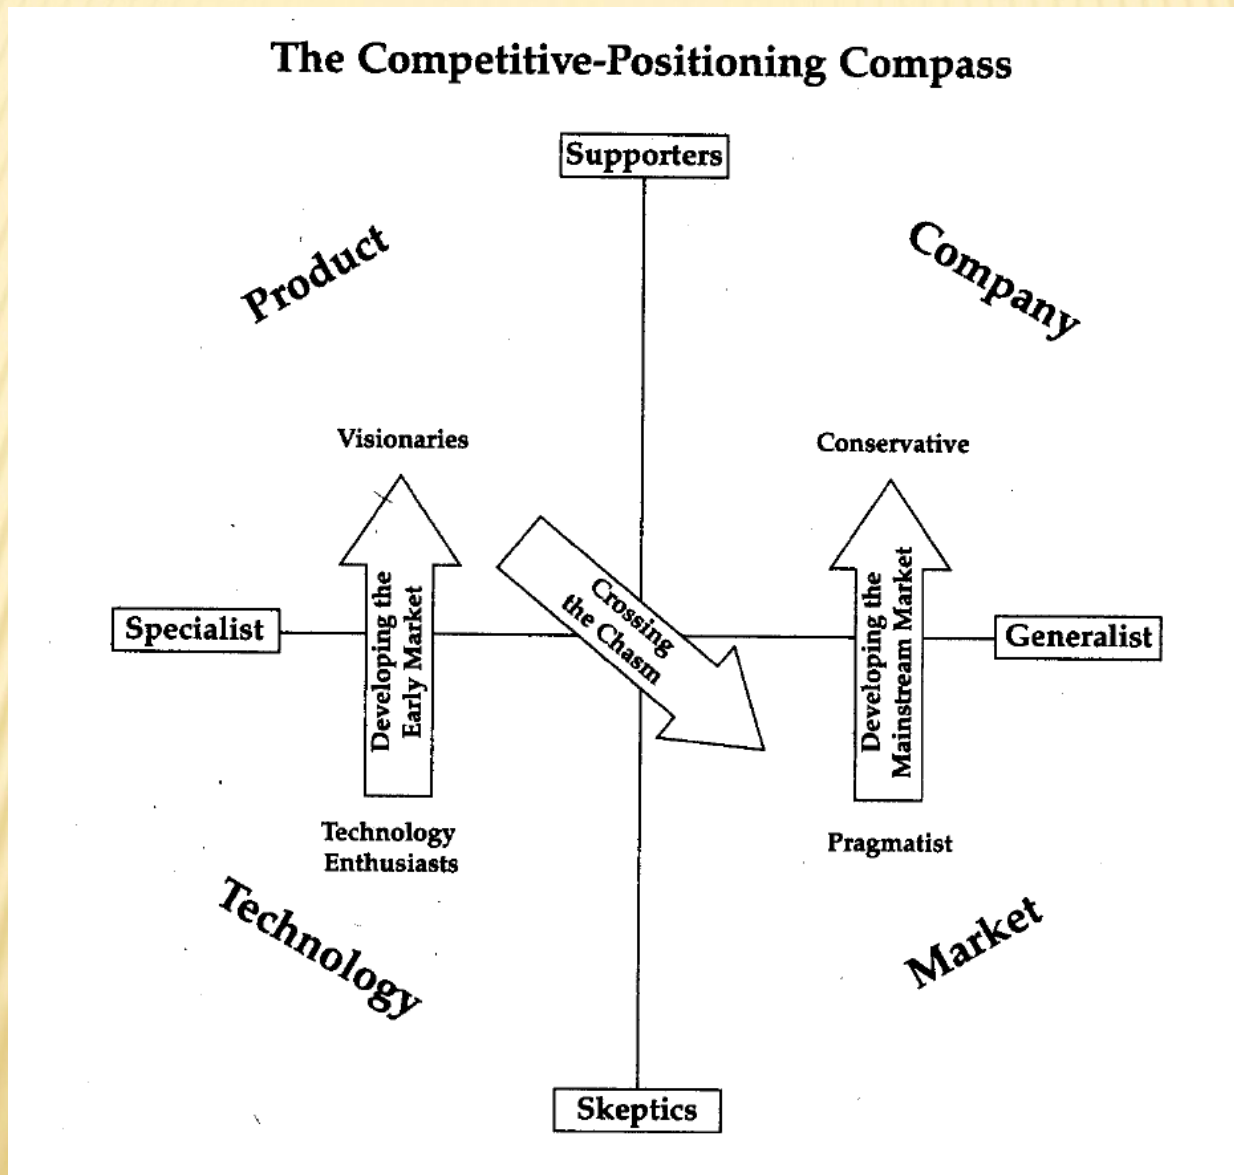 The Competitive-Positioning Compass
Supporters
Product
Company
Visionaries
Conservative
Specialist
Developing the
Early Market
Crossing
the Chasm
Developing the
Mainstream Market
Generalist
Technology
Enthusiasts
Pragmatist
Technology
Market
Skeptics